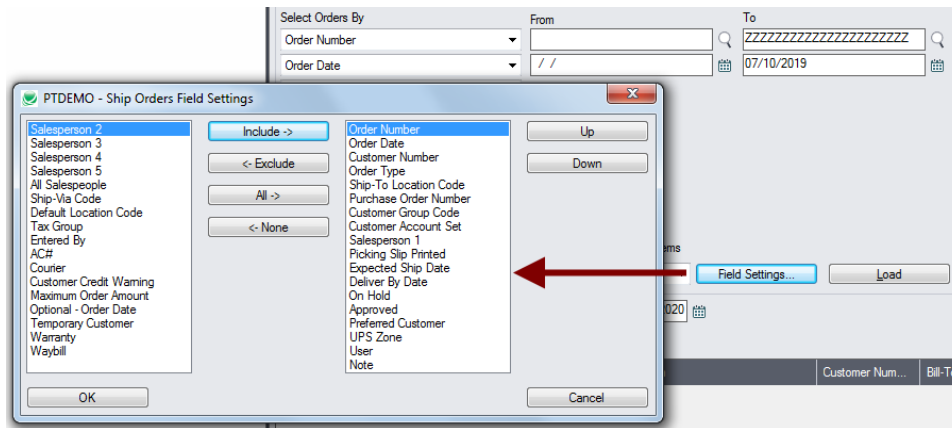 Select Orders By
From
To
Order Number
ZZZZZZZZZZZZZZZZZZZZZZ
Order Date
/ /
07/10/2019
PTDEMO - Ship Orders Field Settings
Salesperson 2
Salesperson 3
Salesperson 4
Salesperson 5
All Salespeople
Ship-Via Code
Default Location Code
Tax Group
Entered By
AC#
Courier
Customer Credit Warning
Maximum Order Amount
Optional - Order Date
Temporary Customer
Warranty
Waybill
Include ->
<- Exclude
All ->
<- None
Order Number
Order Date
Customer Number
Order Type
Ship-To Location Code
Purchase Order Number
Customer Group Code
Customer Account Set
Salesperson 1
Picking Slip Printed
Expected Ship Date
Deliver By Date
On Hold
Approved
Preferred Customer
UPS Zone
User
Note
Up
Down
OK
Cancel
ems
Field Settings...
Load
020
Customer Num...
Bill-T